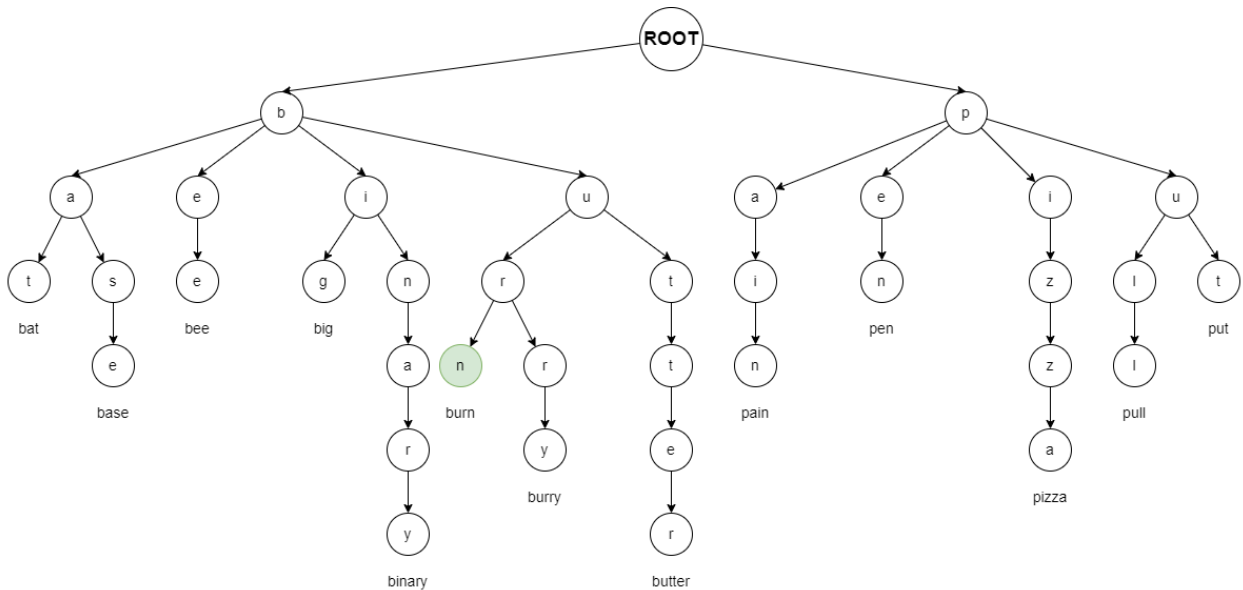 ROOT
b p
a e i u a e i u
t s e g n r t i n z l t
bat bee big pen put
e a n r t n z l
base burn pain pull
r y e a
burry pizza
y r
binary butter